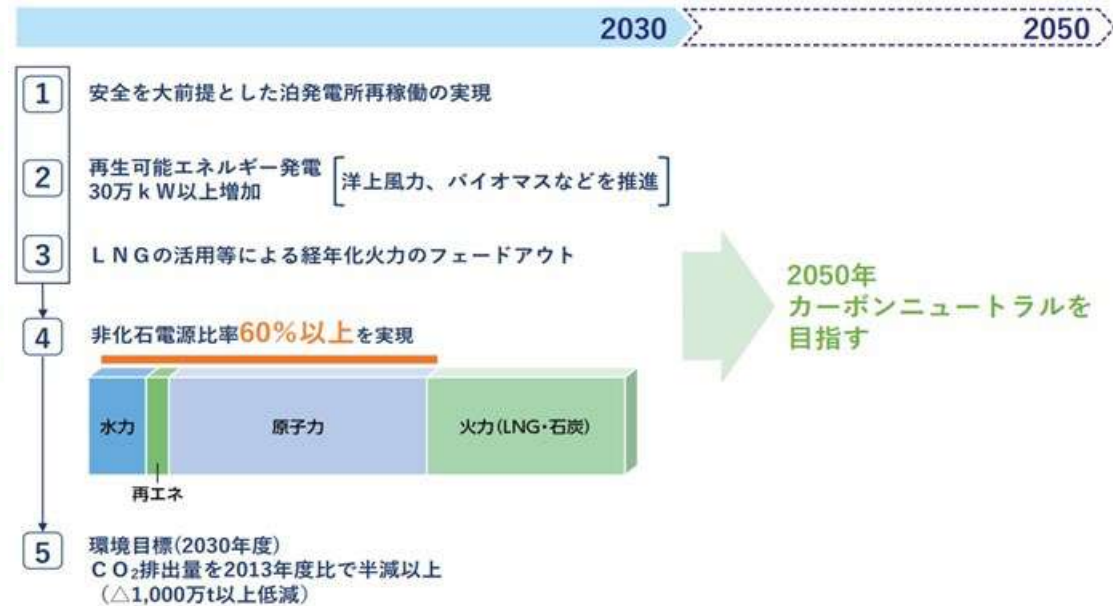 2030
2050
1
安全を大前提とした泊発電所再稼働の実現
2
再生可能エネルギー発電
30万kW以上増加
洋上風力、バイオマスなどを推進
3
LNGの活用等による経年化火力のフェードアウト
4
非化石電源比率60%以上を実現
水力
原子力
火力(LNG・石炭)
再エネ
5
環境目標(2030年度)
CO₂排出量を2013年度比で半減以上
(△1,000万t以上低減)
2050年
カーボンニュートラルを
目指す